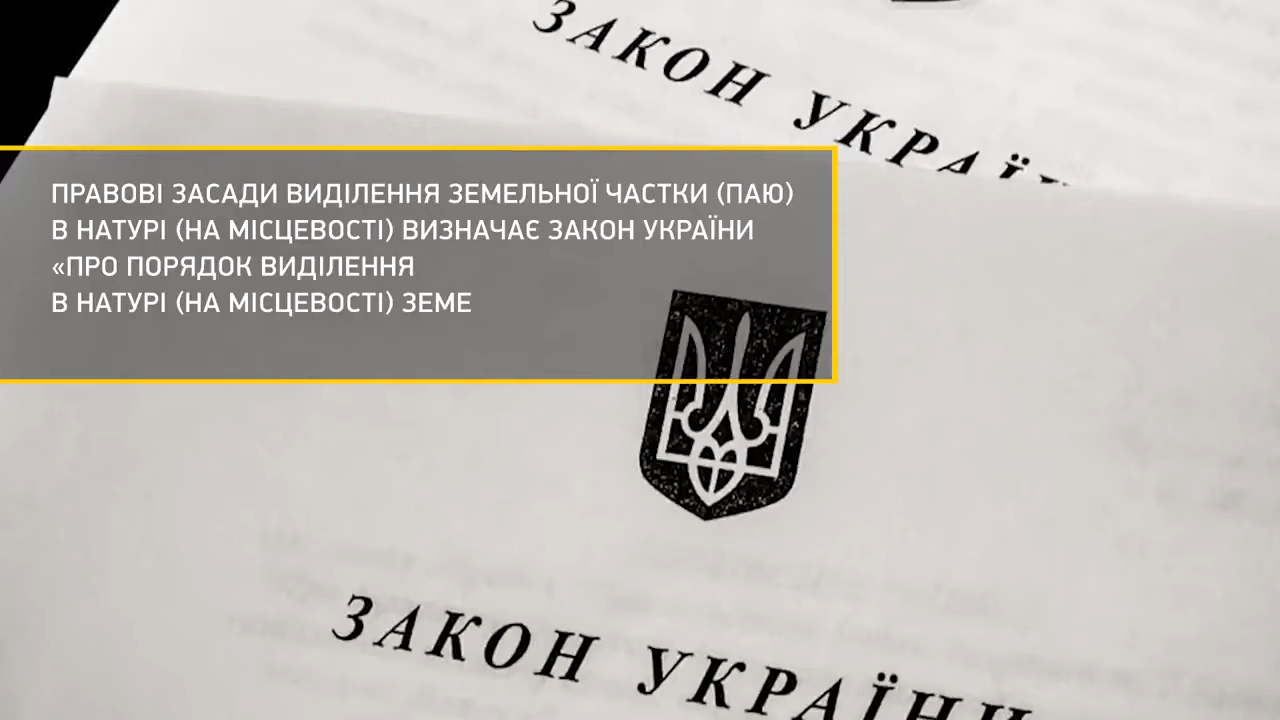 ЗАКОН УКРАЇН
ПРАВОВІ ЗАСАДИ ВИДІЛЕННЯ ЗЕМЕЛЬНОЇ ЧАСТКИ (ПАЮ)
В НАТУРІ (НА МІСЦЕВОСТІ) ВИЗНАЧАЄ ЗАКОН УКРАЇНИ
«ПРО ПОРЯДОК ВИДІЛЕННЯ
В НАТУРІ (НА МІСЦЕВОСТІ) ЗЕМЕ
ЗАКОН УКРАЇНИ